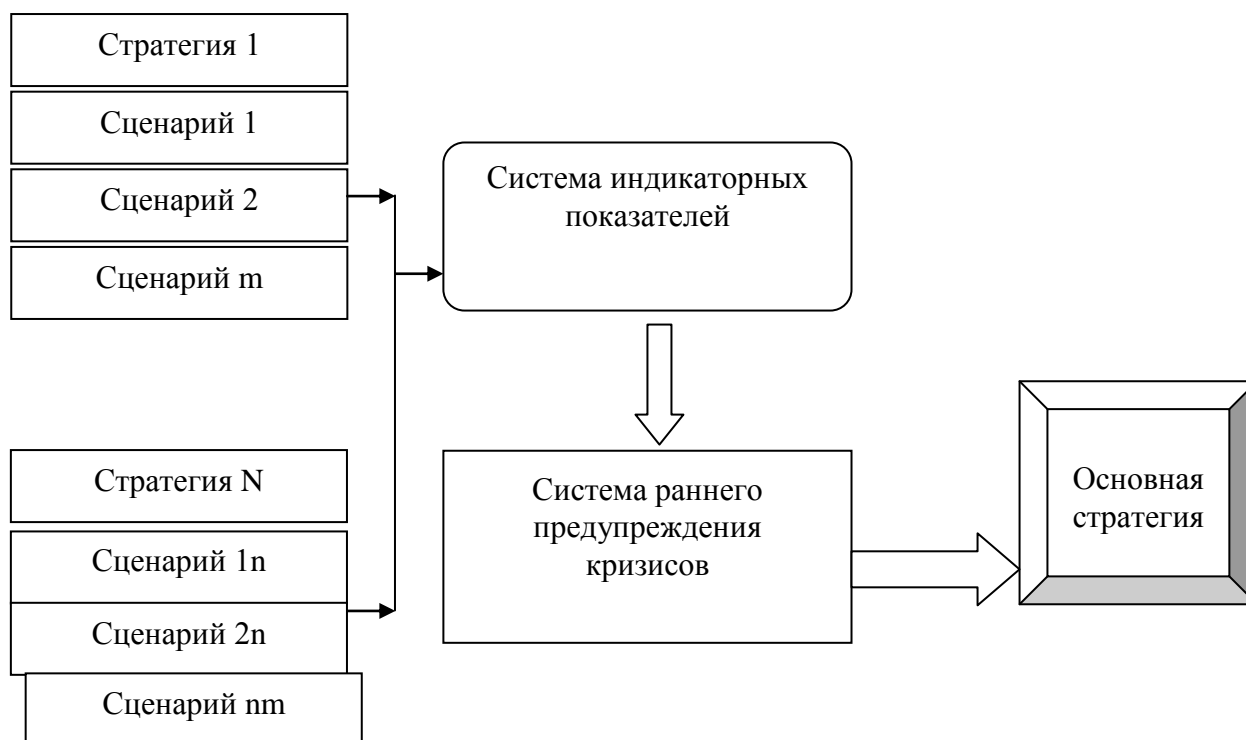 Стратегия 1
Сценарий 1
Сценарий 2
Сценарий m
Система индикаторных
показателей
Стратегия N
Сценарий 1n
Сценарий 2n
Сценарий nm
Система раннего
предупреждения
кризисов
Основная
стратегия